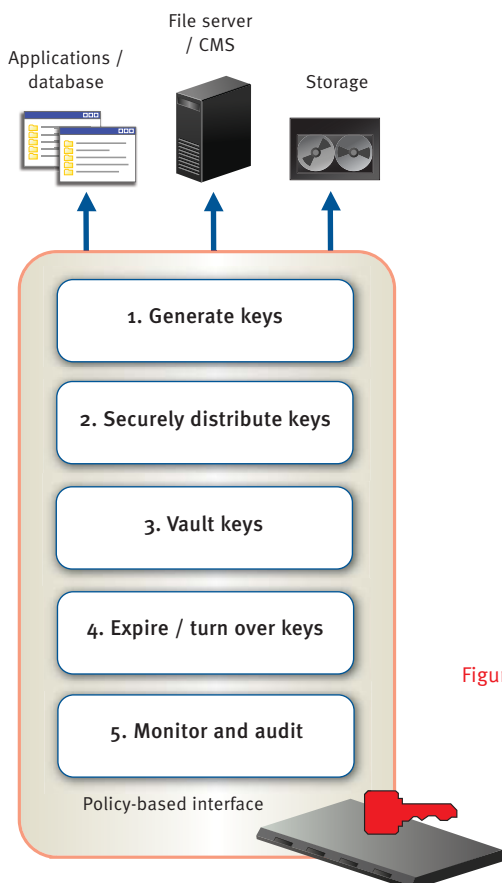 File server
/ CMS
Applications /
database
Storage
1. Generate keys
2. Securely distribute keys
3. Vault keys
4. Expire / turn over keys
5. Monitor and audit
Policy-based interface
Figur